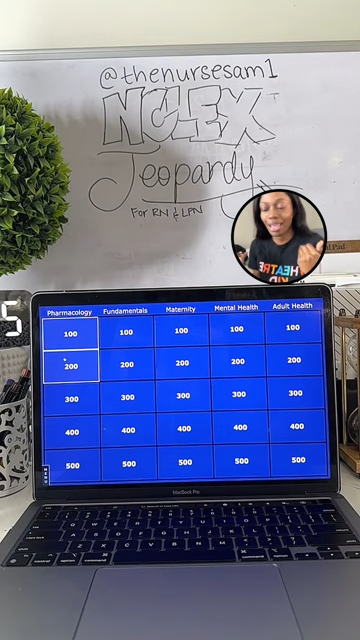 @thenursesam1
NCLEX
Jeopardy
FOR RN & LPN
Pharmacology Fundamentals Maternity Mental Health Adult Health
100 100 100 100 100
200 200 200 200 200
300 300 300 300 300
400 400 400 400 400
500 500 500 500 500
MacBook Pro
5